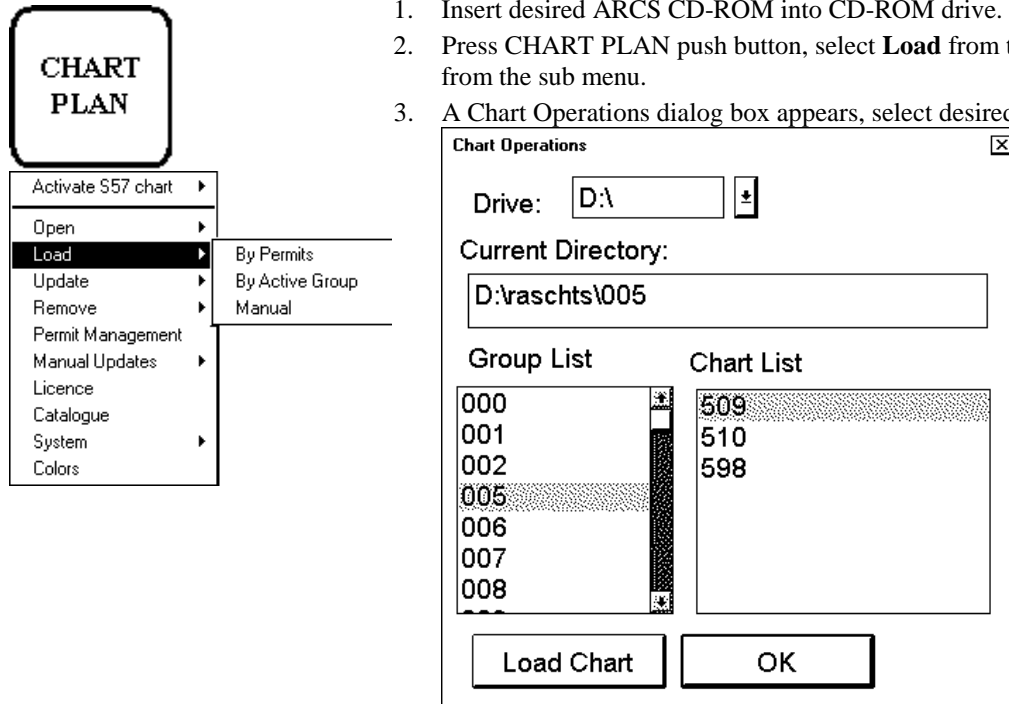 CHART
PLAN
Activate S57 chart
Open
Load
Update
Remove
Permit Management
Manual Updates
Licence
Catalogue
System
Colors
By Permits
By Active Group
Manual
1. Insert desired ARCS CD-ROM into CD-ROM drive.
2. Press CHART PLAN push button, select Load from
from the sub menu.
3. A Chart Operations dialog box appears, select desired
Chart Operations
Drive: D:\
Current Directory:
D:\raschts\005
Group List
000
001
002
005
006
007
008
Chart List
509
510
598
Load Chart
OK